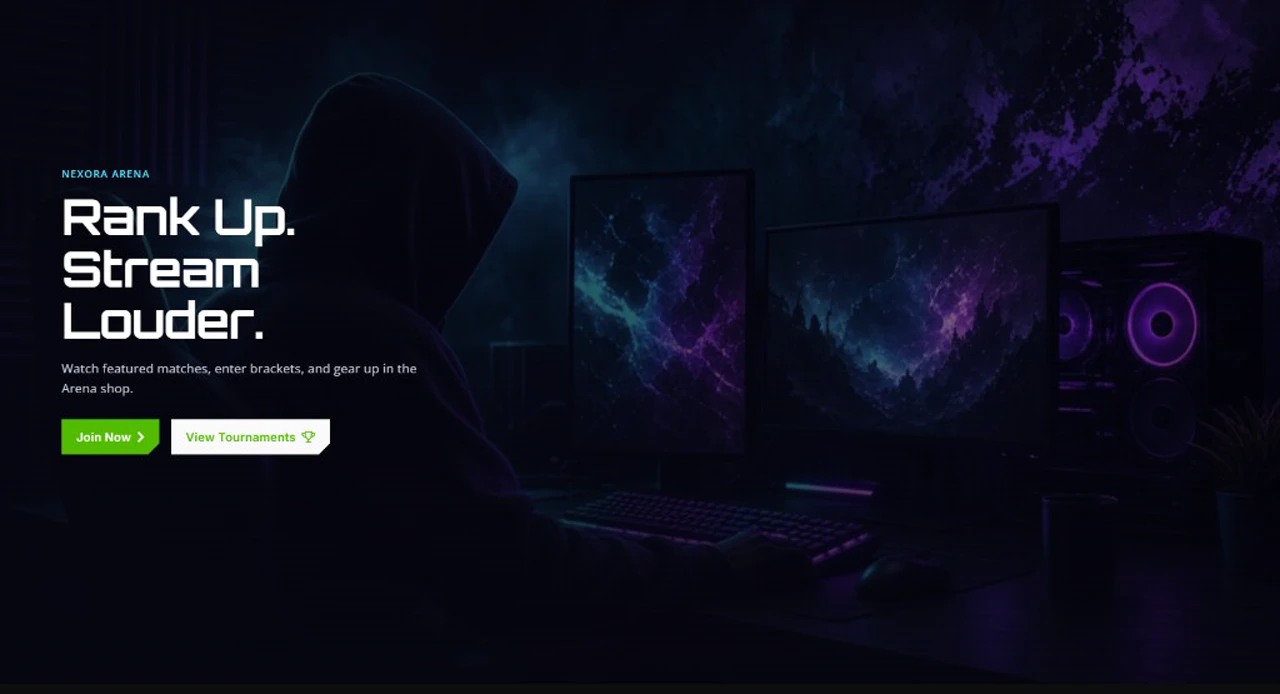 NEXORA ARENA
Rank Up.
Stream
Louder.
Watch featured matches, enter brackets, and gear up in the
Arena shop.
Join Now
View Tournaments